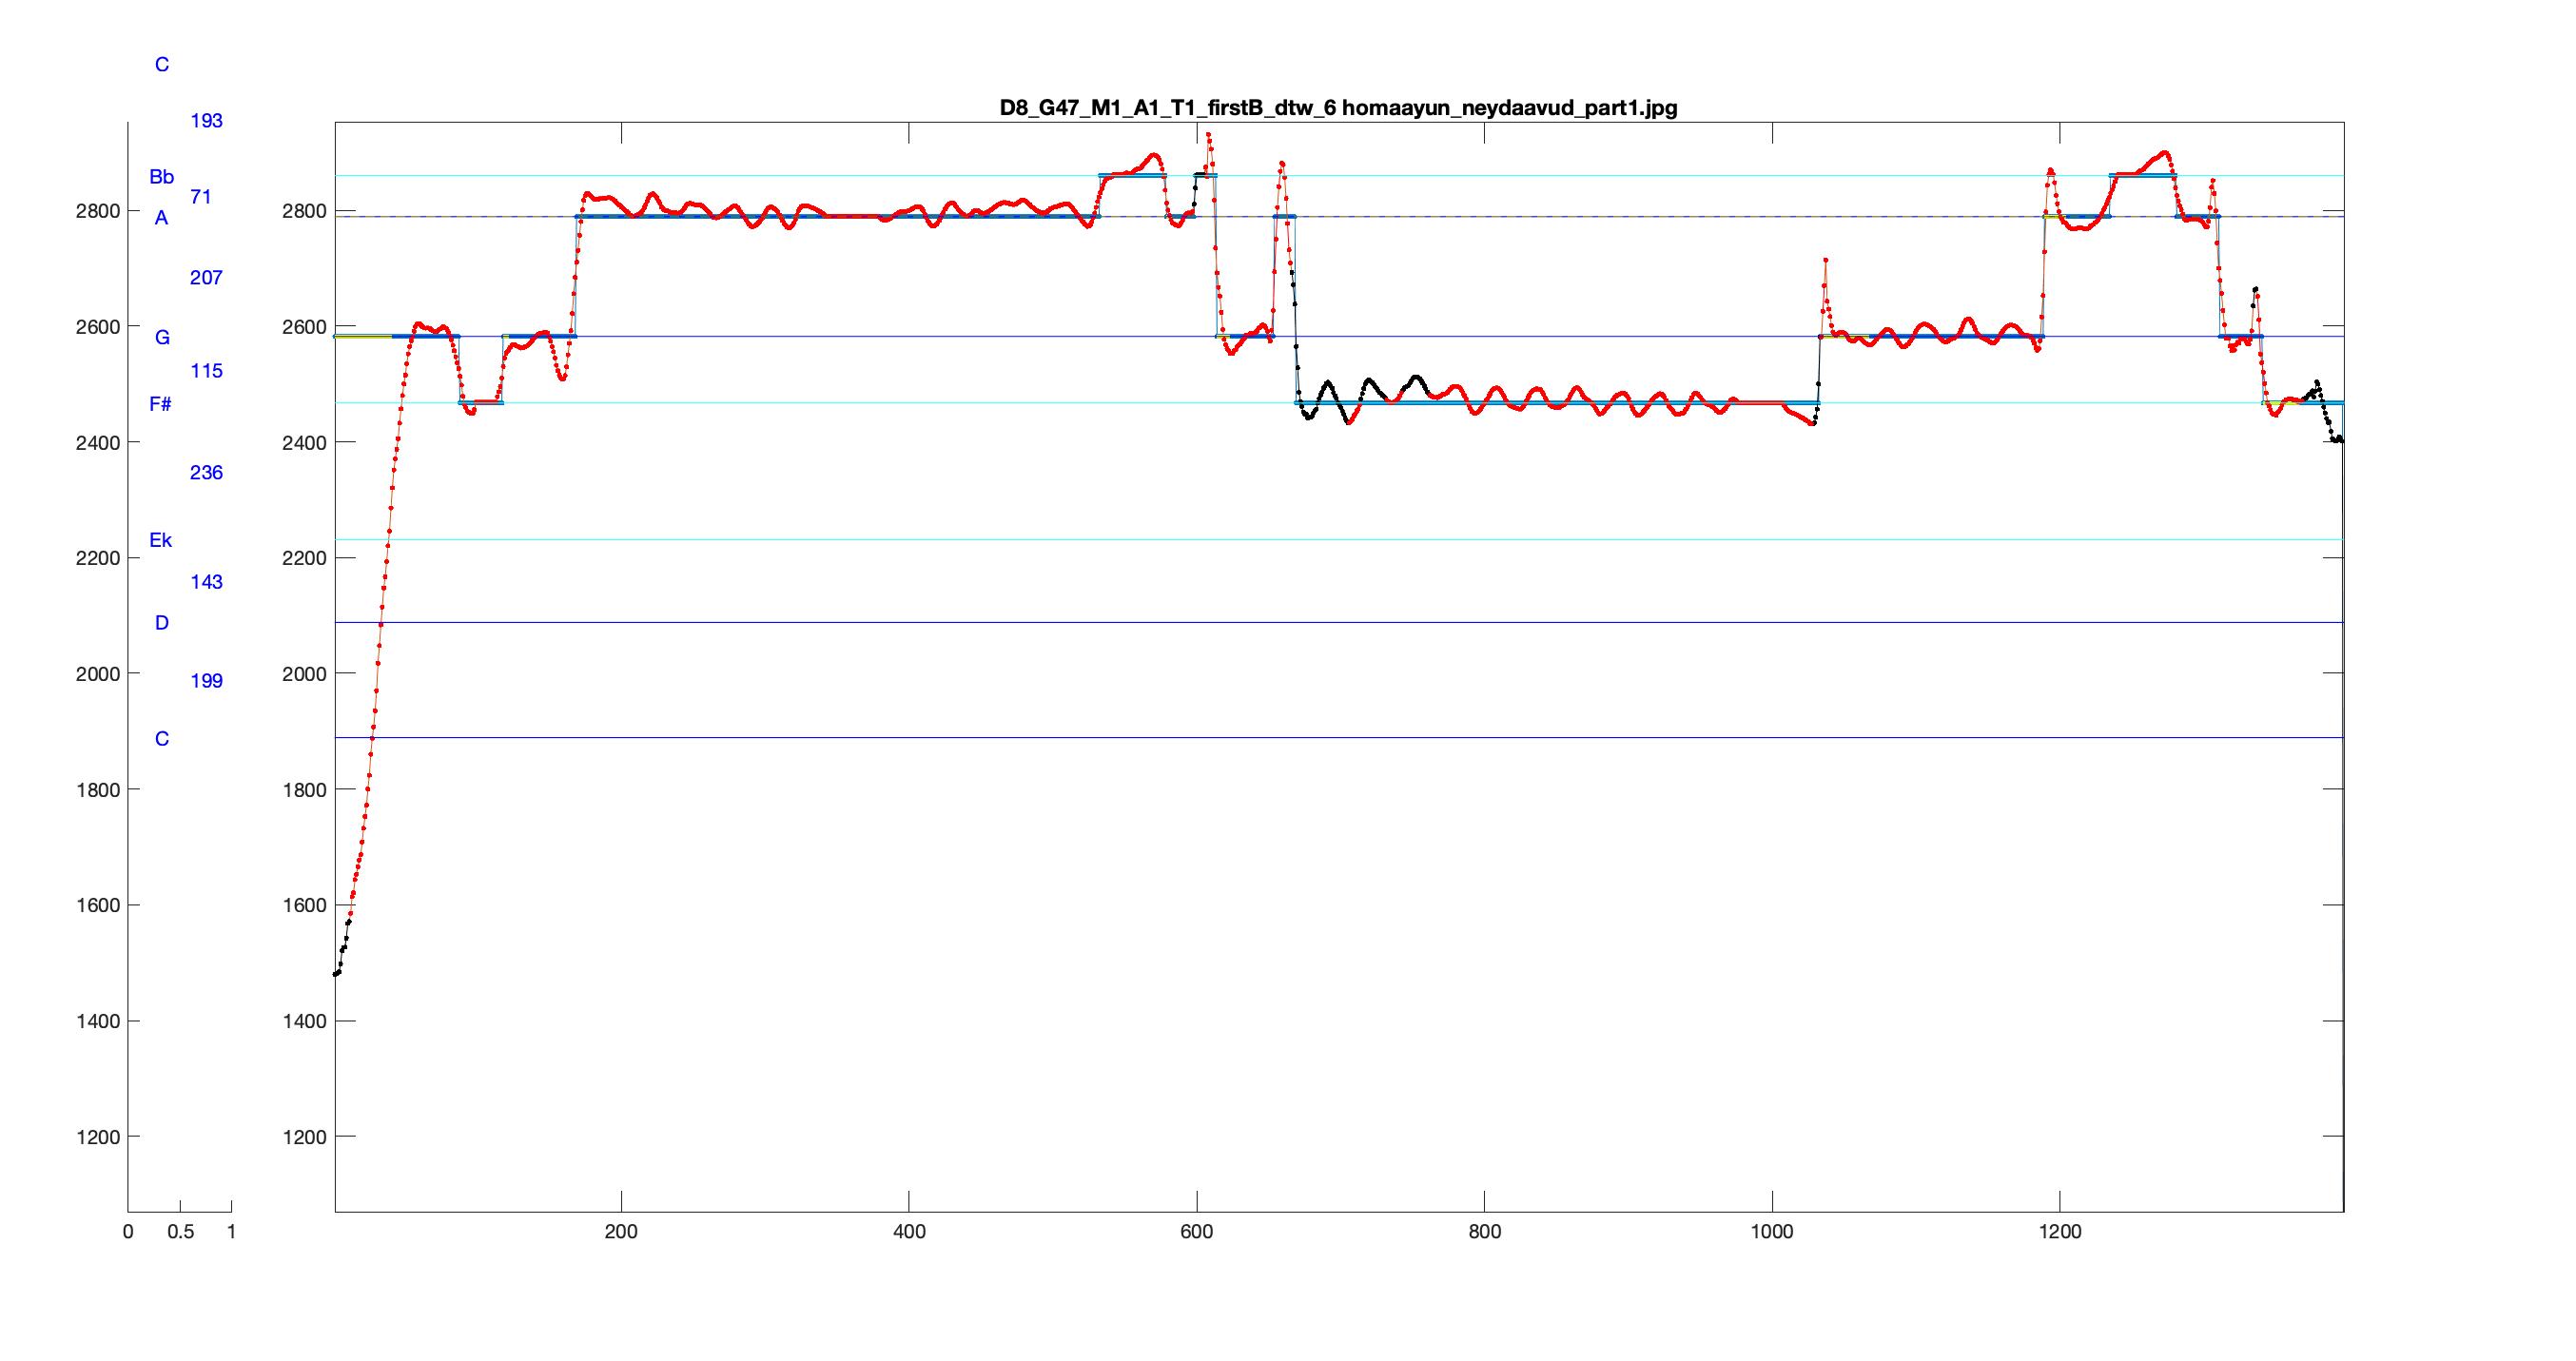 C
D8_G47_M1_A1_T1_firstB_dtw_6 homaayun_neydaavud_part1.jpg
193
Bb
71
2800 A 2800
207
2600 G 2600
115
F#
2400 2400
236
Ek
2200 2200
143
D
2000 199 2000
C
1800 1800
1600 1600
1400 1400
1200 1200
0 0.5 1 200 400 600 800 1000 1200